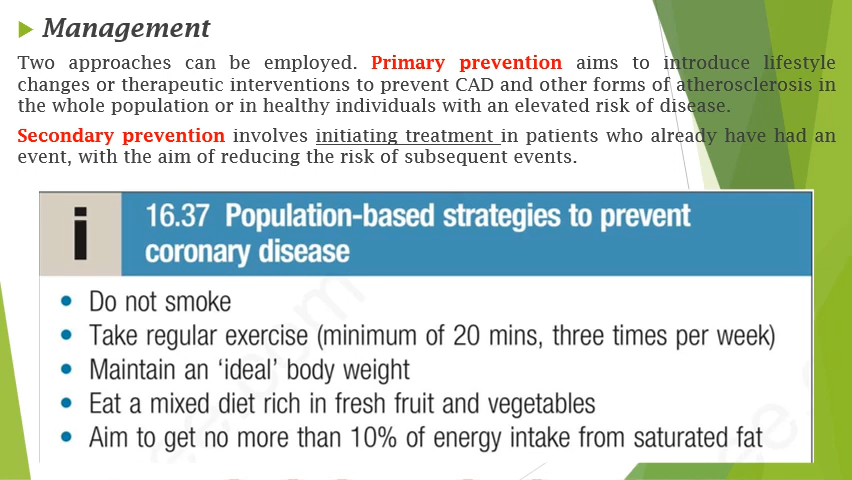 Management
Two approaches can be employed. Primary prevention aims to introduce lifestyle
changes or therapeutic interventions to prevent CAD and other forms of atherosclerosis in
the whole population or in healthy individuals with an elevated risk of disease.
Secondary prevention involves initiating treatment in patients who already have had an
event, with the aim of reducing the risk of subsequent events.
i
16.37 Population-based strategies to prevent
coronary disease
• Do not smoke
• Take regular exercise (minimum of 20 mins, three times per week)
• Maintain an ‘ideal’ body weight
• Eat a mixed diet rich in fresh fruit and vegetables
• Aim to get no more than 10% of energy intake from saturated fat